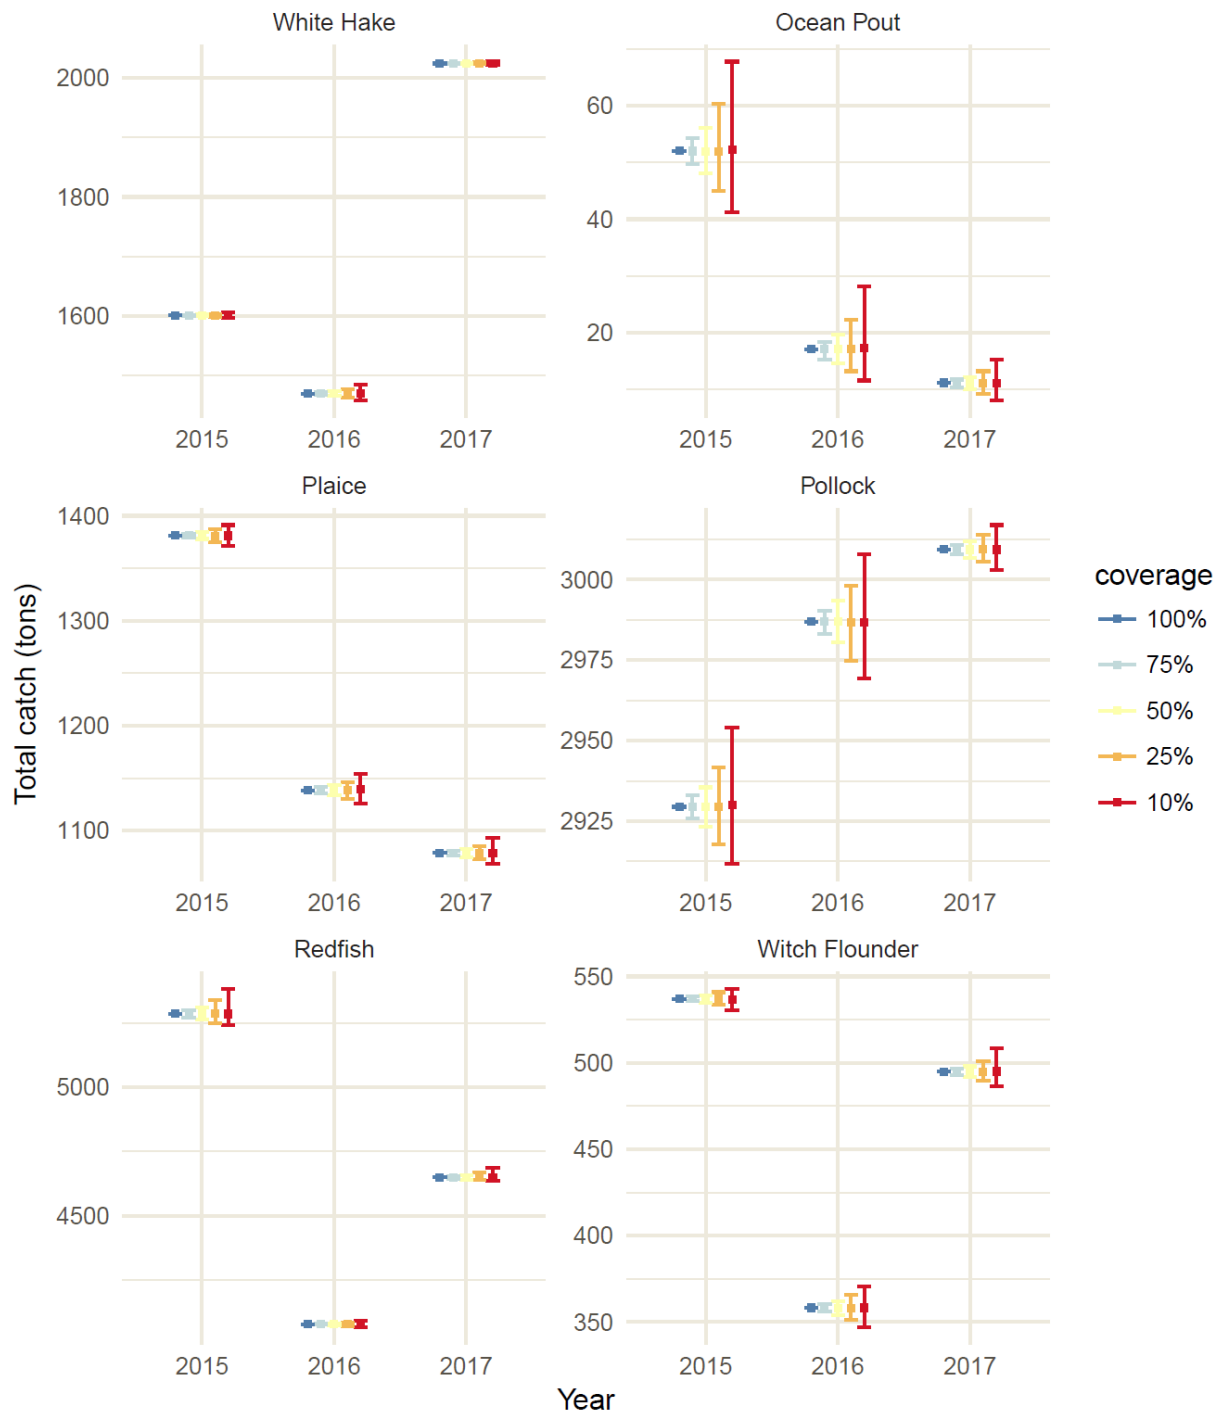 White Hake
Ocean Pout
2000
1800
1600
60
40
20
2015 2016 2017
2015 2016 2017
Plaice
Pollock
1400
1300
1200
1100
3000
2975
2950
2925
2015 2016 2017
2015 2016 2017
Redfish
Witch Flounder
5000
4500
550
500
450
400
350
2015 2016 2017
2015 2016 2017
Total catch (tons)
Year
coverage
100%
75%
50%
25%
10%